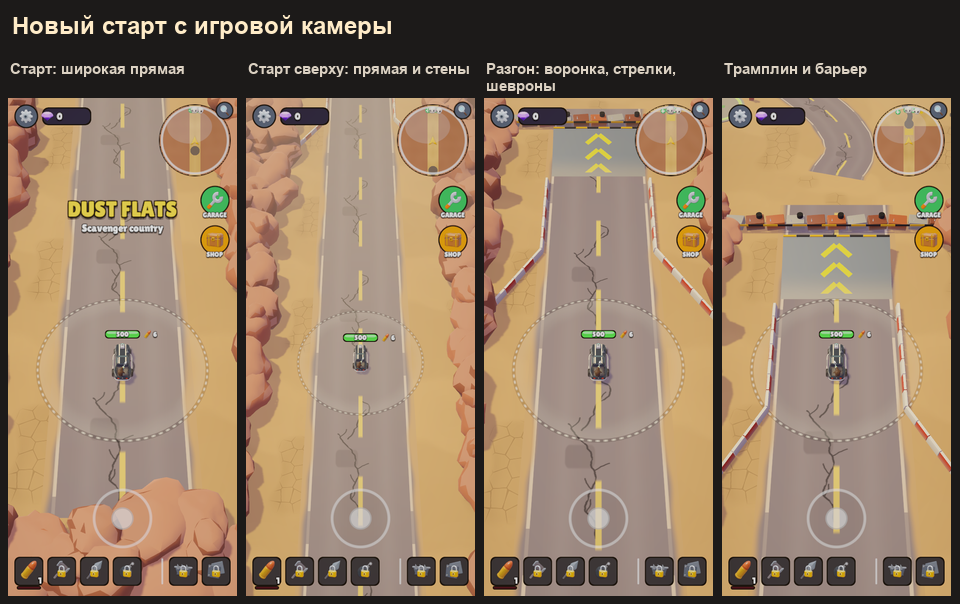 Новый старт с игровой камеры
Старт: широкая прямая
Старт сверху: прямая и стены
Разгон: воронка, стрелки,
шевроны
Трамплин и барьер
0
DUST FLATS
Scavenger country
GARAGE
SHOP
500
6
1
0
GARAGE
SHOP
500
6
1
0
GARAGE
SHOP
500
6
1
0
GARAGE
SHOP
500
6
1